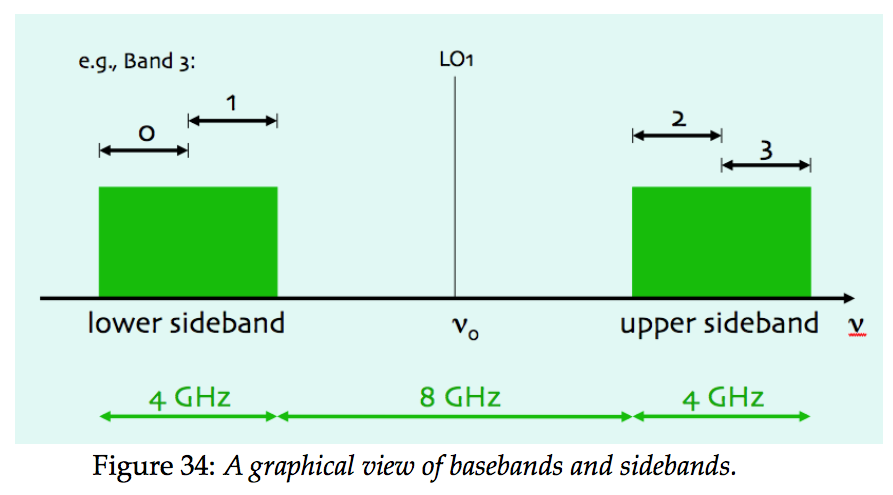 e.g., Band 3:
LO1
0
1
2
3
lower sideband
ν₀
upper sideband
ν
4 GHz
8 GHz
4 GHz
Figure 34: A graphical view of basebands and sidebands.